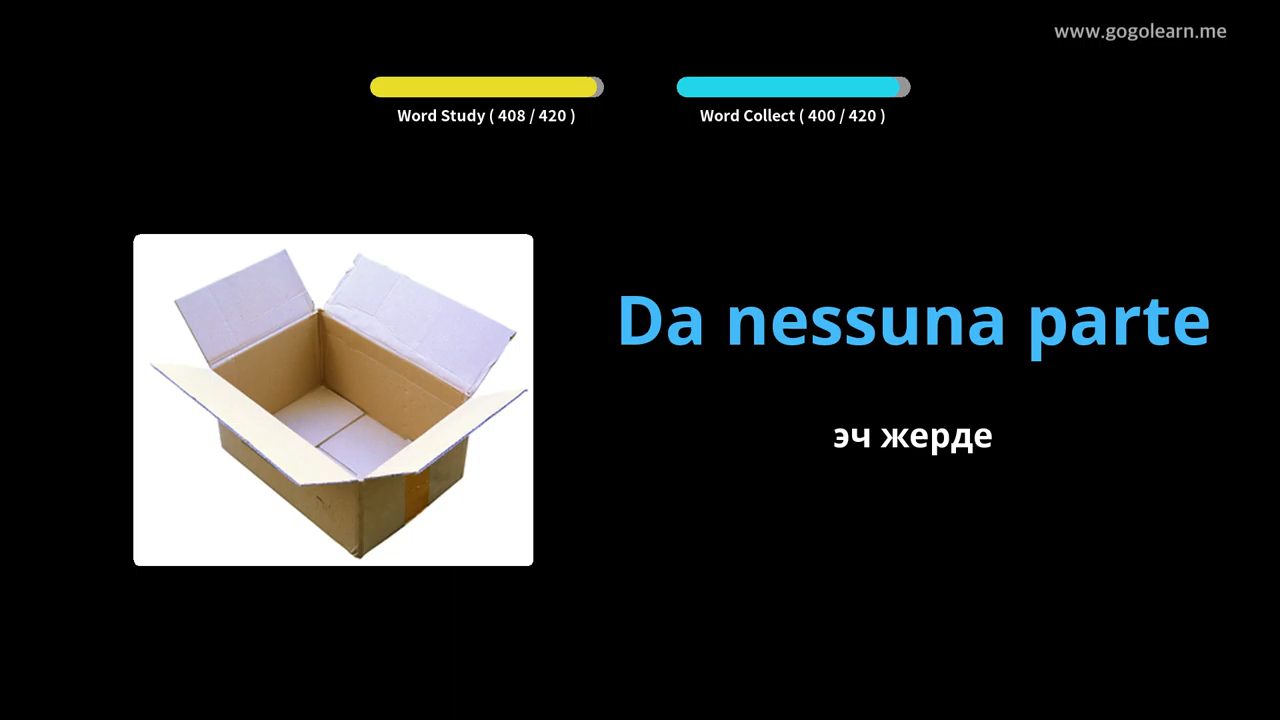 www.gogolearn.me
Word Study ( 408 / 420 )
Word Collect ( 400 / 420 )
Da nessuna parte
эч жерде